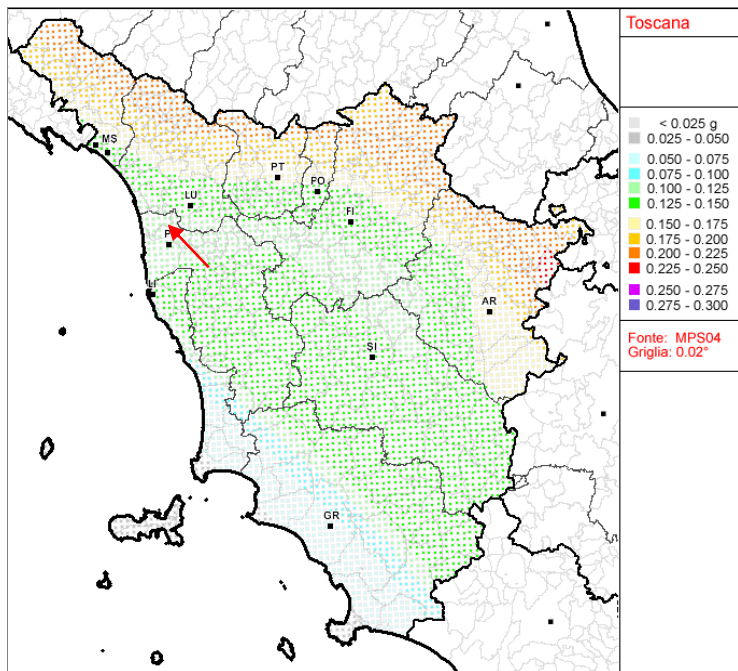 Toscana
< 0.025 g
0.025 - 0.050
0.050 - 0.075
0.075 - 0.100
0.100 - 0.125
0.125 - 0.150
0.150 - 0.175
0.175 - 0.200
0.200 - 0.225
0.225 - 0.250
0.250 - 0.275
0.275 - 0.300
Fonte: MPS04
Griglia: 0.02°
MS
PT
PO
LU
FI
LI
AR
SI
GR